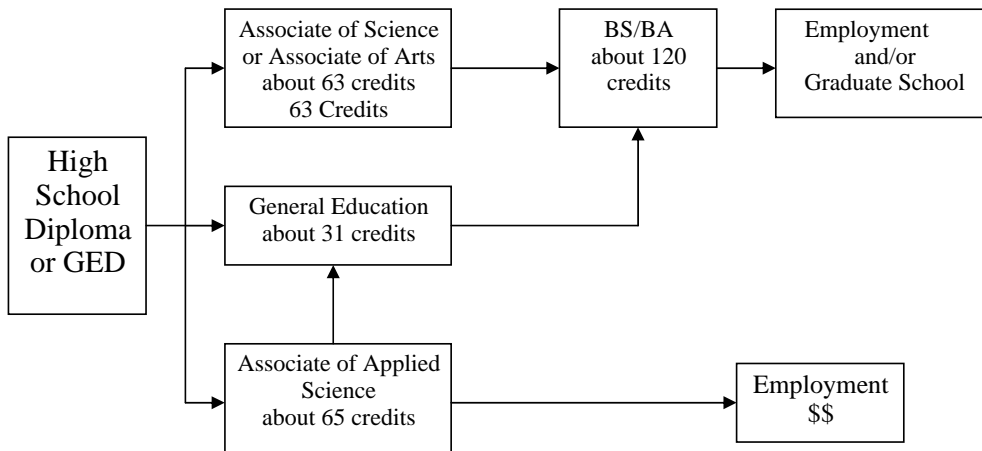 High
School
Diploma
or GED
Associate of Science
or Associate of Arts
about 63 credits
63 Credits
BS/BA
about 120
credits
Employment
and/or
Graduate School
General Education
about 31 credits
Associate of Applied
Science
about 65 credits
Employment
$$